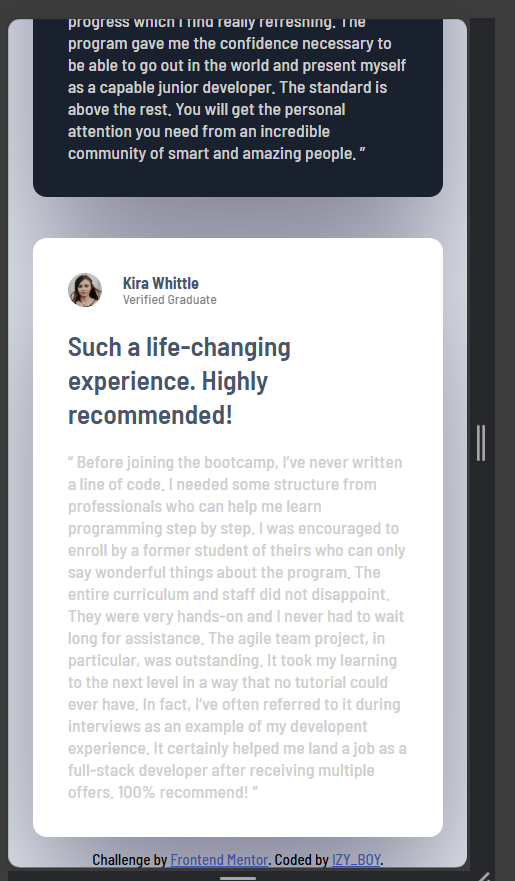 progress which I find really refreshing. The
program gave me the confidence necessary to
be able to go out in the world and present myself
as a capable junior developer. The standard is
above the rest. You will get the personal
attention you need from an incredible
community of smart and amazing people. ”
Kira Whittle
Verified Graduate
Such a life-changing
experience. Highly
recommended!
“ Before joining the bootcamp, I’ve never written
a line of code. I needed some structure from
professionals who can help me learn
programming step by step. I was encouraged to
enroll by a former student of theirs who can only
say wonderful things about the program. The
entire curriculum and staff did not disappoint.
They were very hands-on and I never had to wait
long for assistance. The agile team project, in
particular, was outstanding. It took my learning
to the next level in a way that no tutorial could
ever have. In fact, I’ve often referred to it during
interviews as an example of my developent
experience. It certainly helped me land a job as a
full-stack developer after receiving multiple
offers. 100% recommend! ”
Challenge by Frontend Mentor. Coded by IZY_BOY.